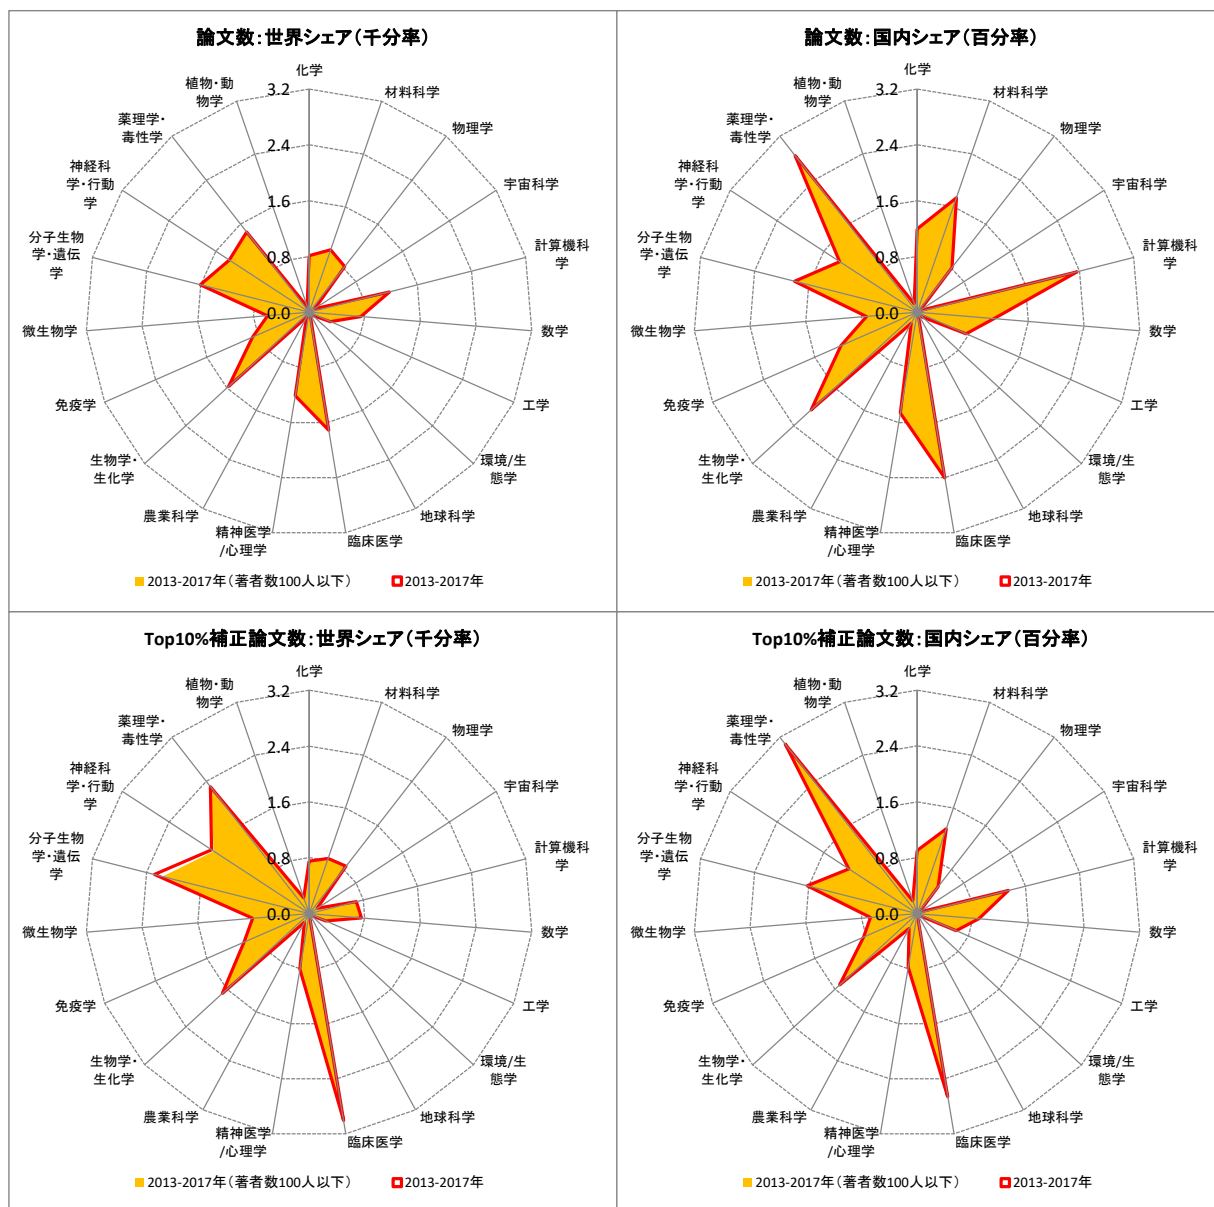 論文数：世界シェア（千分率）
化学
材料科学
物理学
宇宙科学
計算機科
学
数学
工学
環境/生
態学
地球科学
臨床医学
精神医学
/心理学
農業科学
生物学・
生化学
免疫学
微生物学
分子生物
学・遺伝
学
神経科
学・行動
学
薬理学・
毒性学
植物・動
物学
3.2
2.4
1.6
0.8
0.0
2013-2017年（著者数100人以下）
2013-2017年
論文数：国内シェア（百分率）
化学
材料科学
物理学
宇宙科学
計算機科
学
数学
工学
環境/生
態学
地球科学
臨床医学
精神医学
/心理学
農業科学
生物学・
生化学
免疫学
微生物学
分子生物
学・遺伝
学
神経科
学・行動
学
薬理学・
毒性学
植物・動
物学
3.2
2.4
1.6
0.8
0.0
2013-2017年（著者数100人以下）
2013-2017年
Top10%補正論文数：世界シェア（千分率）
化学
材料科学
物理学
宇宙科学
計算機科
学
数学
工学
環境/生
態学
地球科学
臨床医学
精神医学
/心理学
農業科学
生物学・
生化学
免疫学
微生物学
分子生物
学・遺伝
学
神経科
学・行動
学
薬理学・
毒性学
植物・動
物学
3.2
2.4
1.6
0.8
0.0
2013-2017年（著者数100人以下）
2013-2017年
Top10%補正論文数：国内シェア（百分率）
化学
材料科学
物理学
宇宙科学
計算機科
学
数学
工学
環境/生
態学
地球科学
臨床医学
精神医学
/心理学
農業科学
生物学・
生化学
免疫学
微生物学
分子生物
学・遺伝
学
神経科
学・行動
学
薬理学・
毒性学
植物・動
物学
3.2
2.4
1.6
0.8
0.0
2013-2017年（著者数100人以下）
2013-2017年